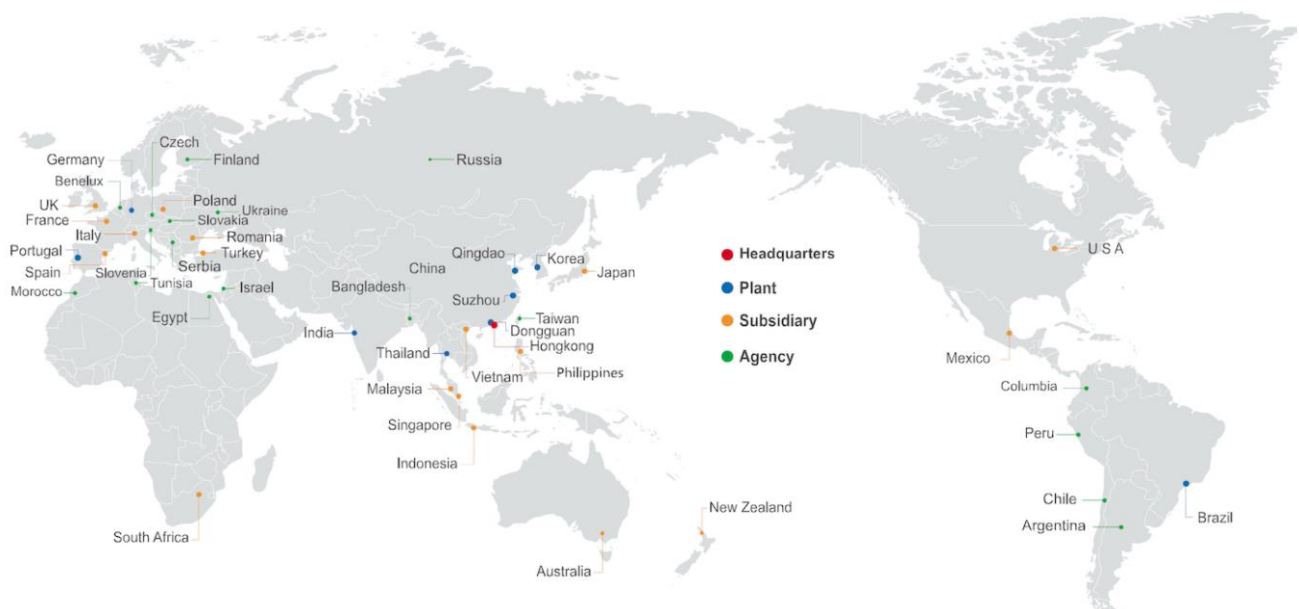 Czech
Germany
Finland
Russia
Benelux
Poland
UK
Ukraine
France
Slovakia
Italy
Romania
Portugal
Turkey
Spain
Slovenia
Serbia
Tunisia
Morocco
Israel
Egypt
Qingdao
Korea
China
Japan
Bangladesh
Suzhou
India
Taiwan
Dongguan
Hongkong
Thailand
Vietnam
Philippines
Malaysia
Singapore
Indonesia
South Africa
New Zealand
Australia
Headquarters
Plant
Subsidiary
Agency
U S A
Mexico
Columbia
Peru
Chile
Brazil
Argentina